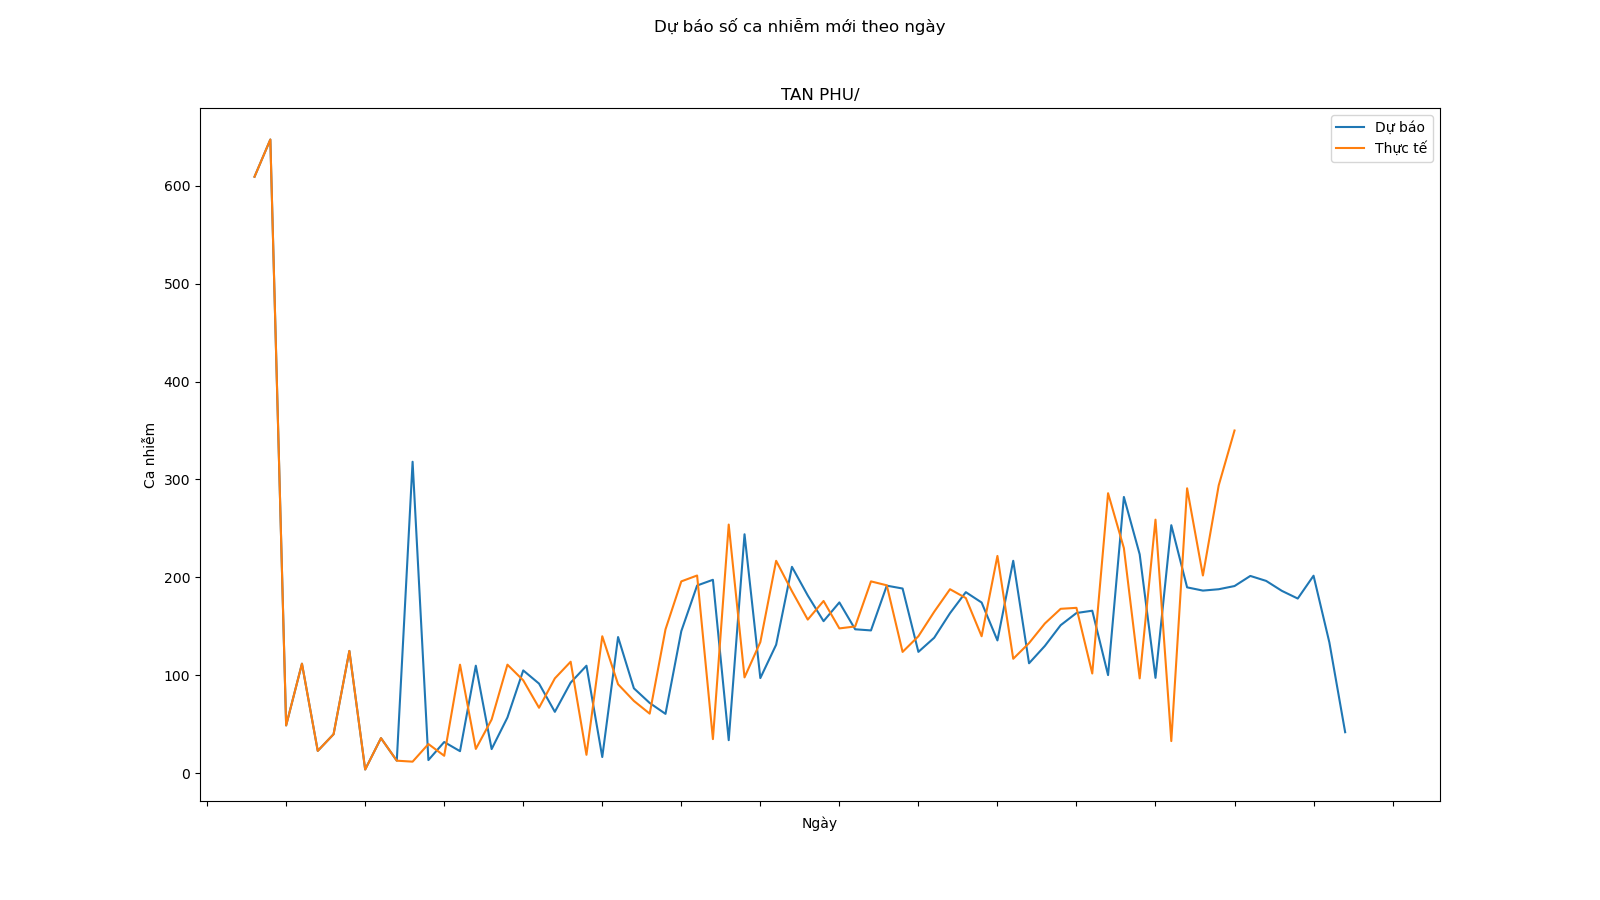 Dự báo số ca nhiễm mới theo ngày
TAN PHU/
Dự báo
Thực tế
600
500
400
300
200
100
0
Ca nhiễm
Ngày